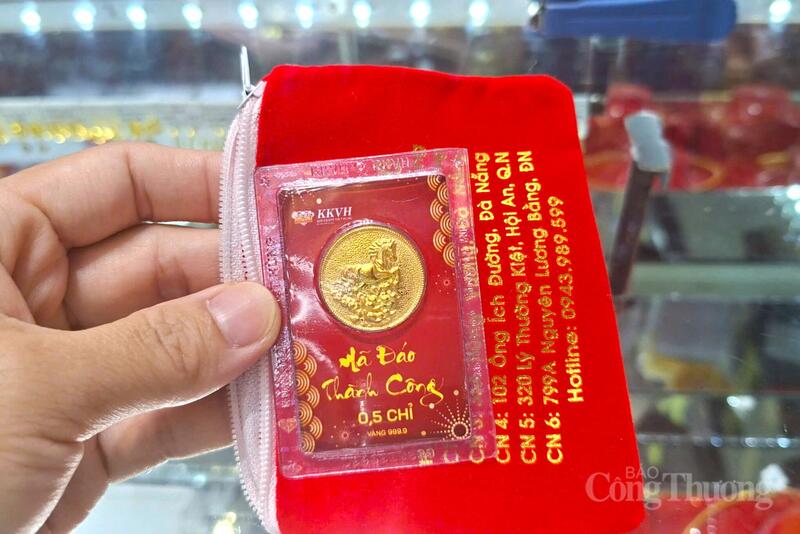 KKVH
Mã Đáo
Thành Công
0,5 CHỈ
VÀNG 999.9
CN 4: 102 Ông Ích Đường, Đà Nẵng
CN 5: 320 Lý Thường Kiệt, Hội An, Q.N
CN 6: 799A Nguyễn Lương Bằng, ĐN
Hotline: 0943.989.599
BÁO
Công Thương